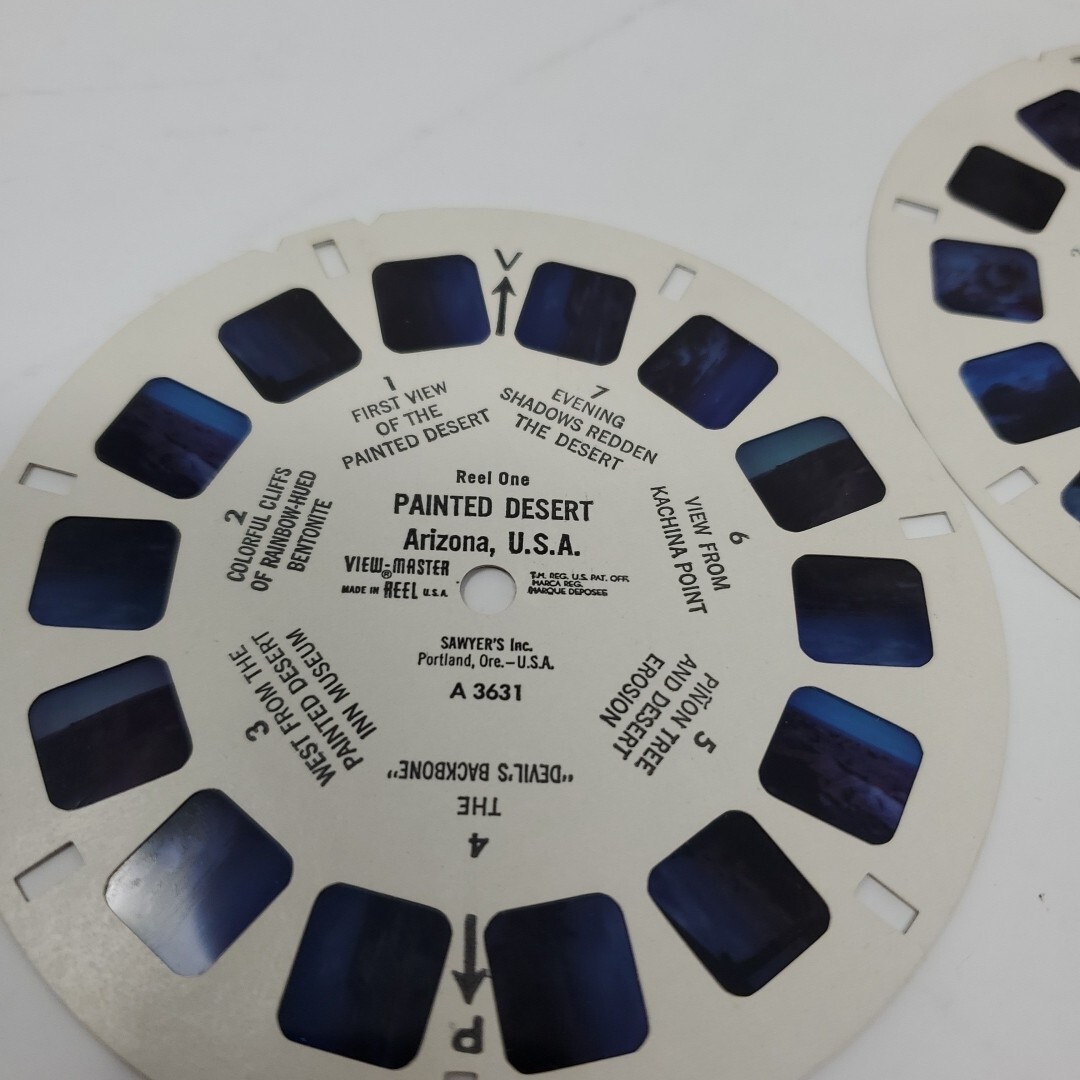 V
1
FIRST VIEW
OF THE
PAINTED DESERT
7
EVENING
SHADOWS REDDEN
THE DESERT
Reel One
PAINTED DESERT
Arizona, U.S.A.
VIEW-MASTER
® 
MADE IN REEL U.S.A.
T.M. REG. U.S. PAT. OFF.
MARCA REG.
MARQUE DEPOSEE
SAWYER'S Inc.
Portland, Ore.—U.S.A.
A 3631
2
COLORFUL CLIFFS
OF RAINBOW-HUED
BENTONITE
3
WEST FROM THE
PAINTED DESERT
INN MUSEUM
4
THE
"DEVIL'S BACKBONE"
5
PIÑON TREE
AND DESERT
EROSION
6
VIEW FROM
KACHINA POINT
P